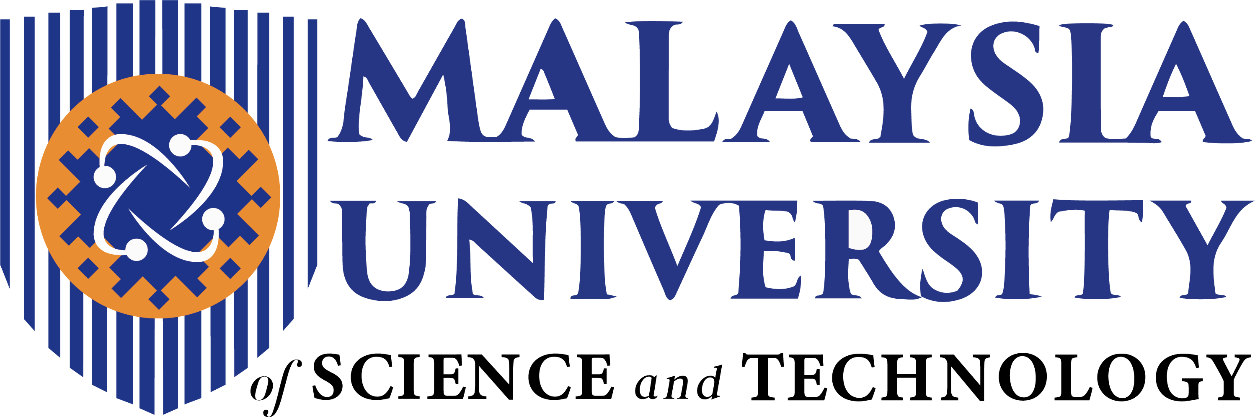 MALAYSIA
UNIVERSITY
of SCIENCE and TECHNOLOGY